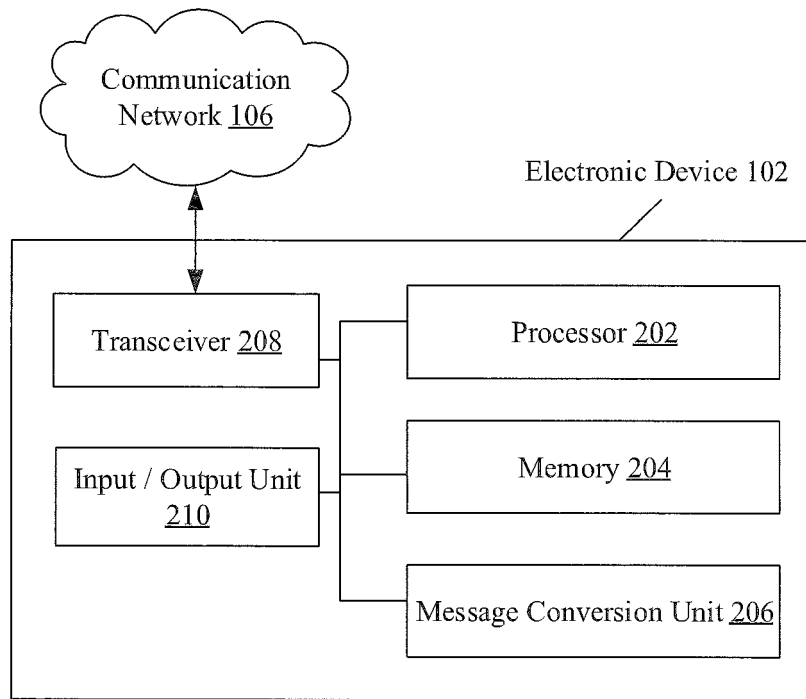 Communication
Network 106
Electronic Device 102
Transceiver 208
Processor 202
Input / Output Unit
210
Memory 204
Message Conversion Unit 206